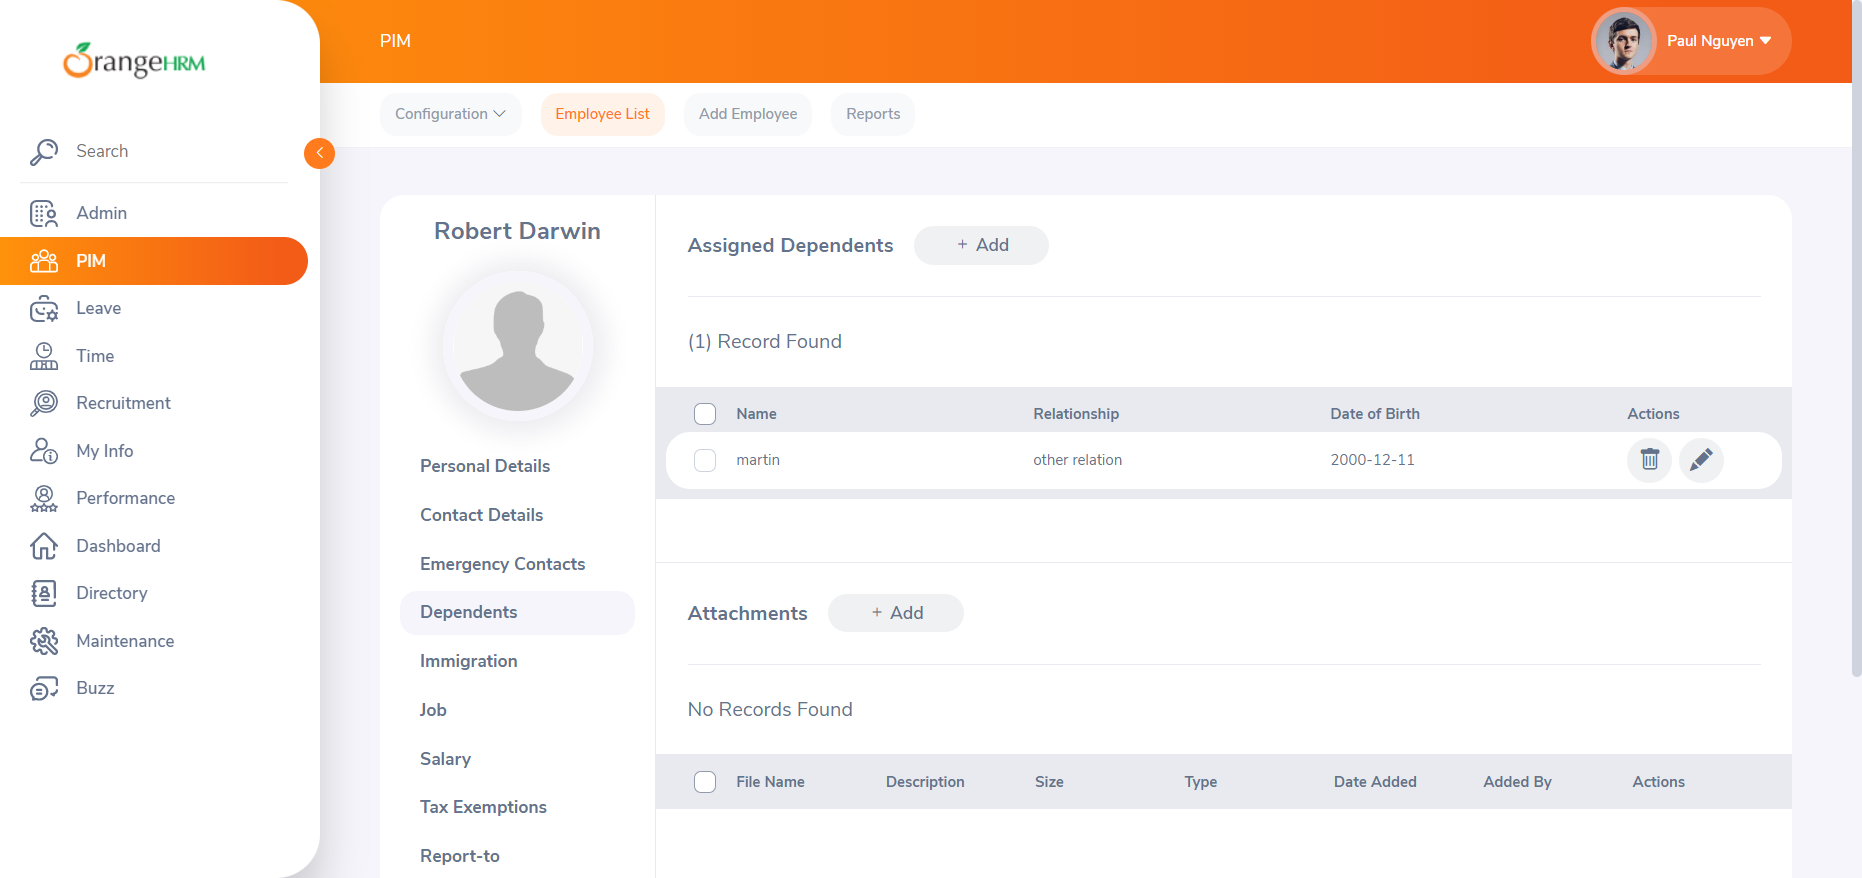 OrangeHRM
PIM
Paul Nguyen
Configuration
Employee List
Add Employee
Reports
Search
Admin
PIM
Leave
Time
Recruitment
My Info
Performance
Dashboard
Directory
Maintenance
Buzz
Robert Darwin
Personal Details
Contact Details
Emergency Contacts
Dependents
Immigration
Job
Salary
Tax Exemptions
Report-to
Assigned Dependents
+ Add
(1) Record Found
Name Relationship Date of Birth Actions
martin other relation 2000-12-11
Attachments
+ Add
No Records Found
File Name Description Size Type Date Added Added By Actions